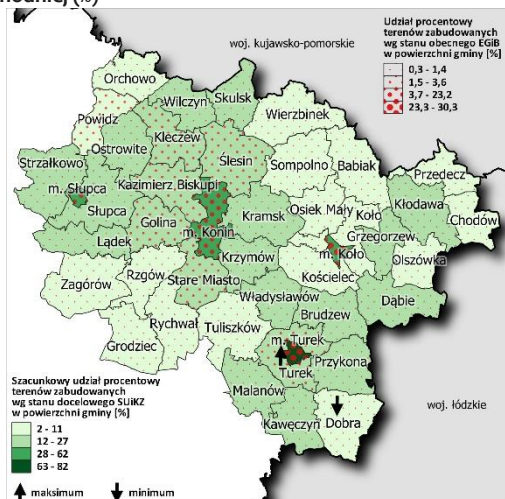 hodniej (%)
woj. kujawsko-pomorskie
Udział procentowy
terenów zabudowanych
wg stanu obecnego EGiB
w powierzchni gminy [%]
0,3 - 1,4
1,5 - 3,6
3,7 - 23,2
23,3 - 30,3
Orchowo
Skulsk
Wilczyn
Wierzbinek
Powidz
Kleczew
Ostrowite
Ślesin
Strzałkowo
Sompolno
Babiak
Przedecz
m. Słupca
Kazimierz Biskupi
Słupca
Kramsk
Osiek Mały
Koło
Kłodawa
Chodów
Golina
m. Konin
Grzegorzew
Lądek
m. Koło
Olszówka
Krzymów
Kościelec
Zagórów
Rzgów
Stare Miasto
Władysławów
Dąbie
Rychwał
Tuliszków
Brudzew
Grodziec
m. Turek
Turek
Przykona
Malanów
Kawęczyn
Dobra
woj. łódzkie
Szacunkowy udział procentowy
terenów zabudowanych
wg stanu docelowego SUiKZ
w powierzchni gminy [%]
2 - 11
12 - 27
28 - 62
63 - 82
maksimum
minimum